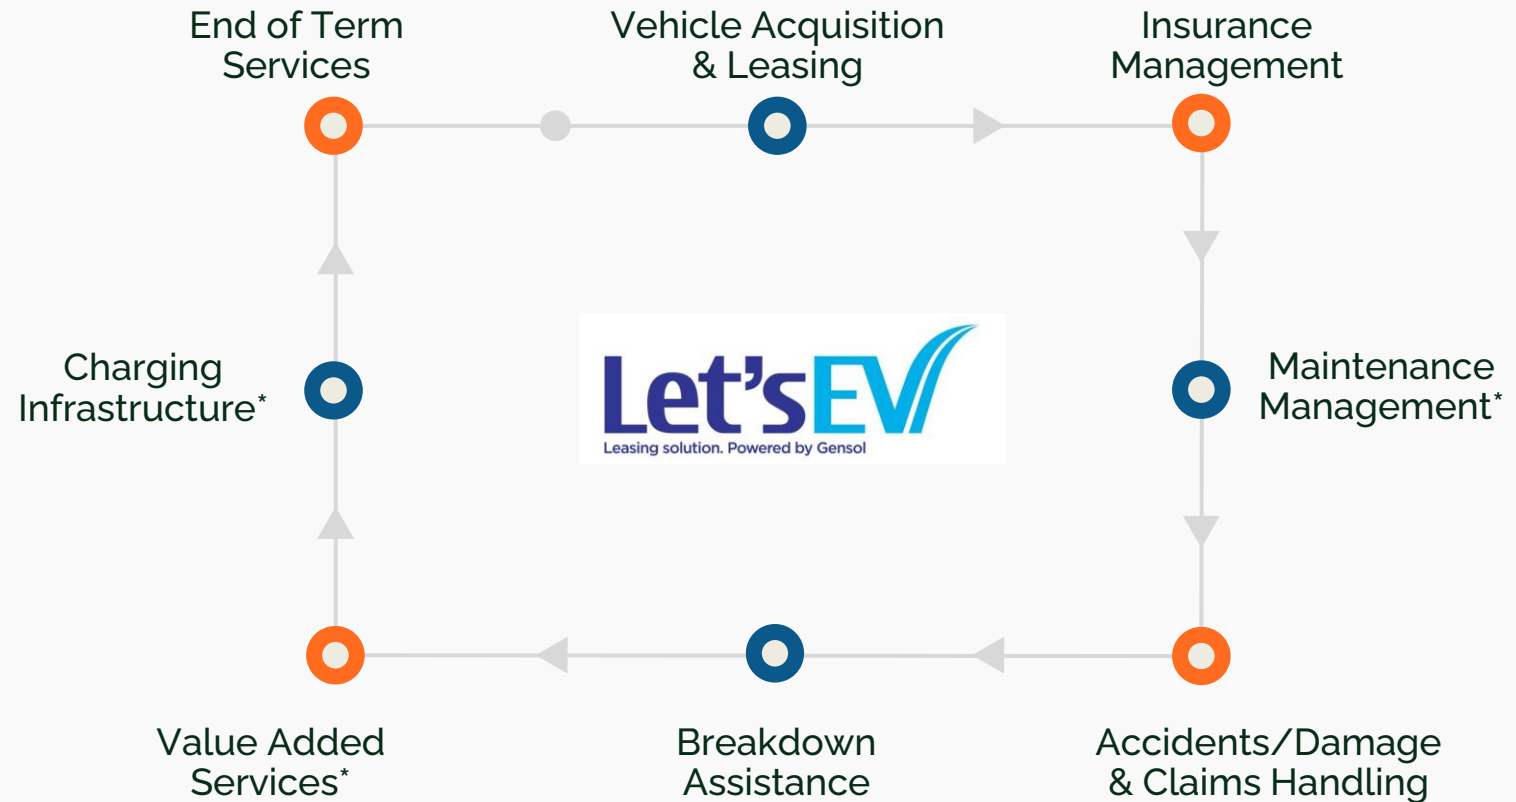 End of Term
Services
Vehicle Acquisition
& Leasing
Insurance
Management
Charging
Infrastructure*
Let'sEV
Leasing solution. Powered by Gensol
Maintenance
Management*
Value Added
Services*
Breakdown
Assistance
Accidents/Damage
& Claims Handling